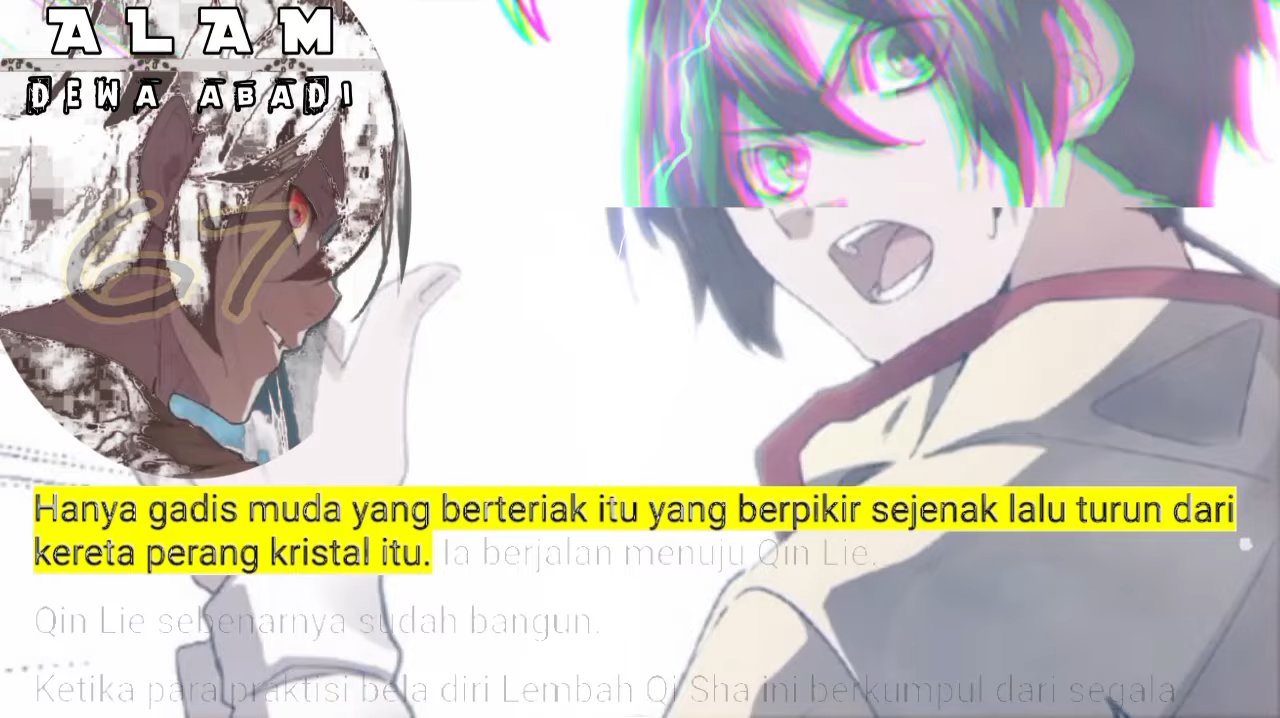 ALAM
DEWA ABADI
67
Hanya gadis muda yang berteriak itu yang berpikir sejenak lalu turun dari
kereta perang kristal itu. Ia berjalan menuju Qin Lie.
Qin Lie sebenarnya sudah bangun.
Ketika para praktisi bela diri Lembah Qi Sha ini berkumpul dari segala